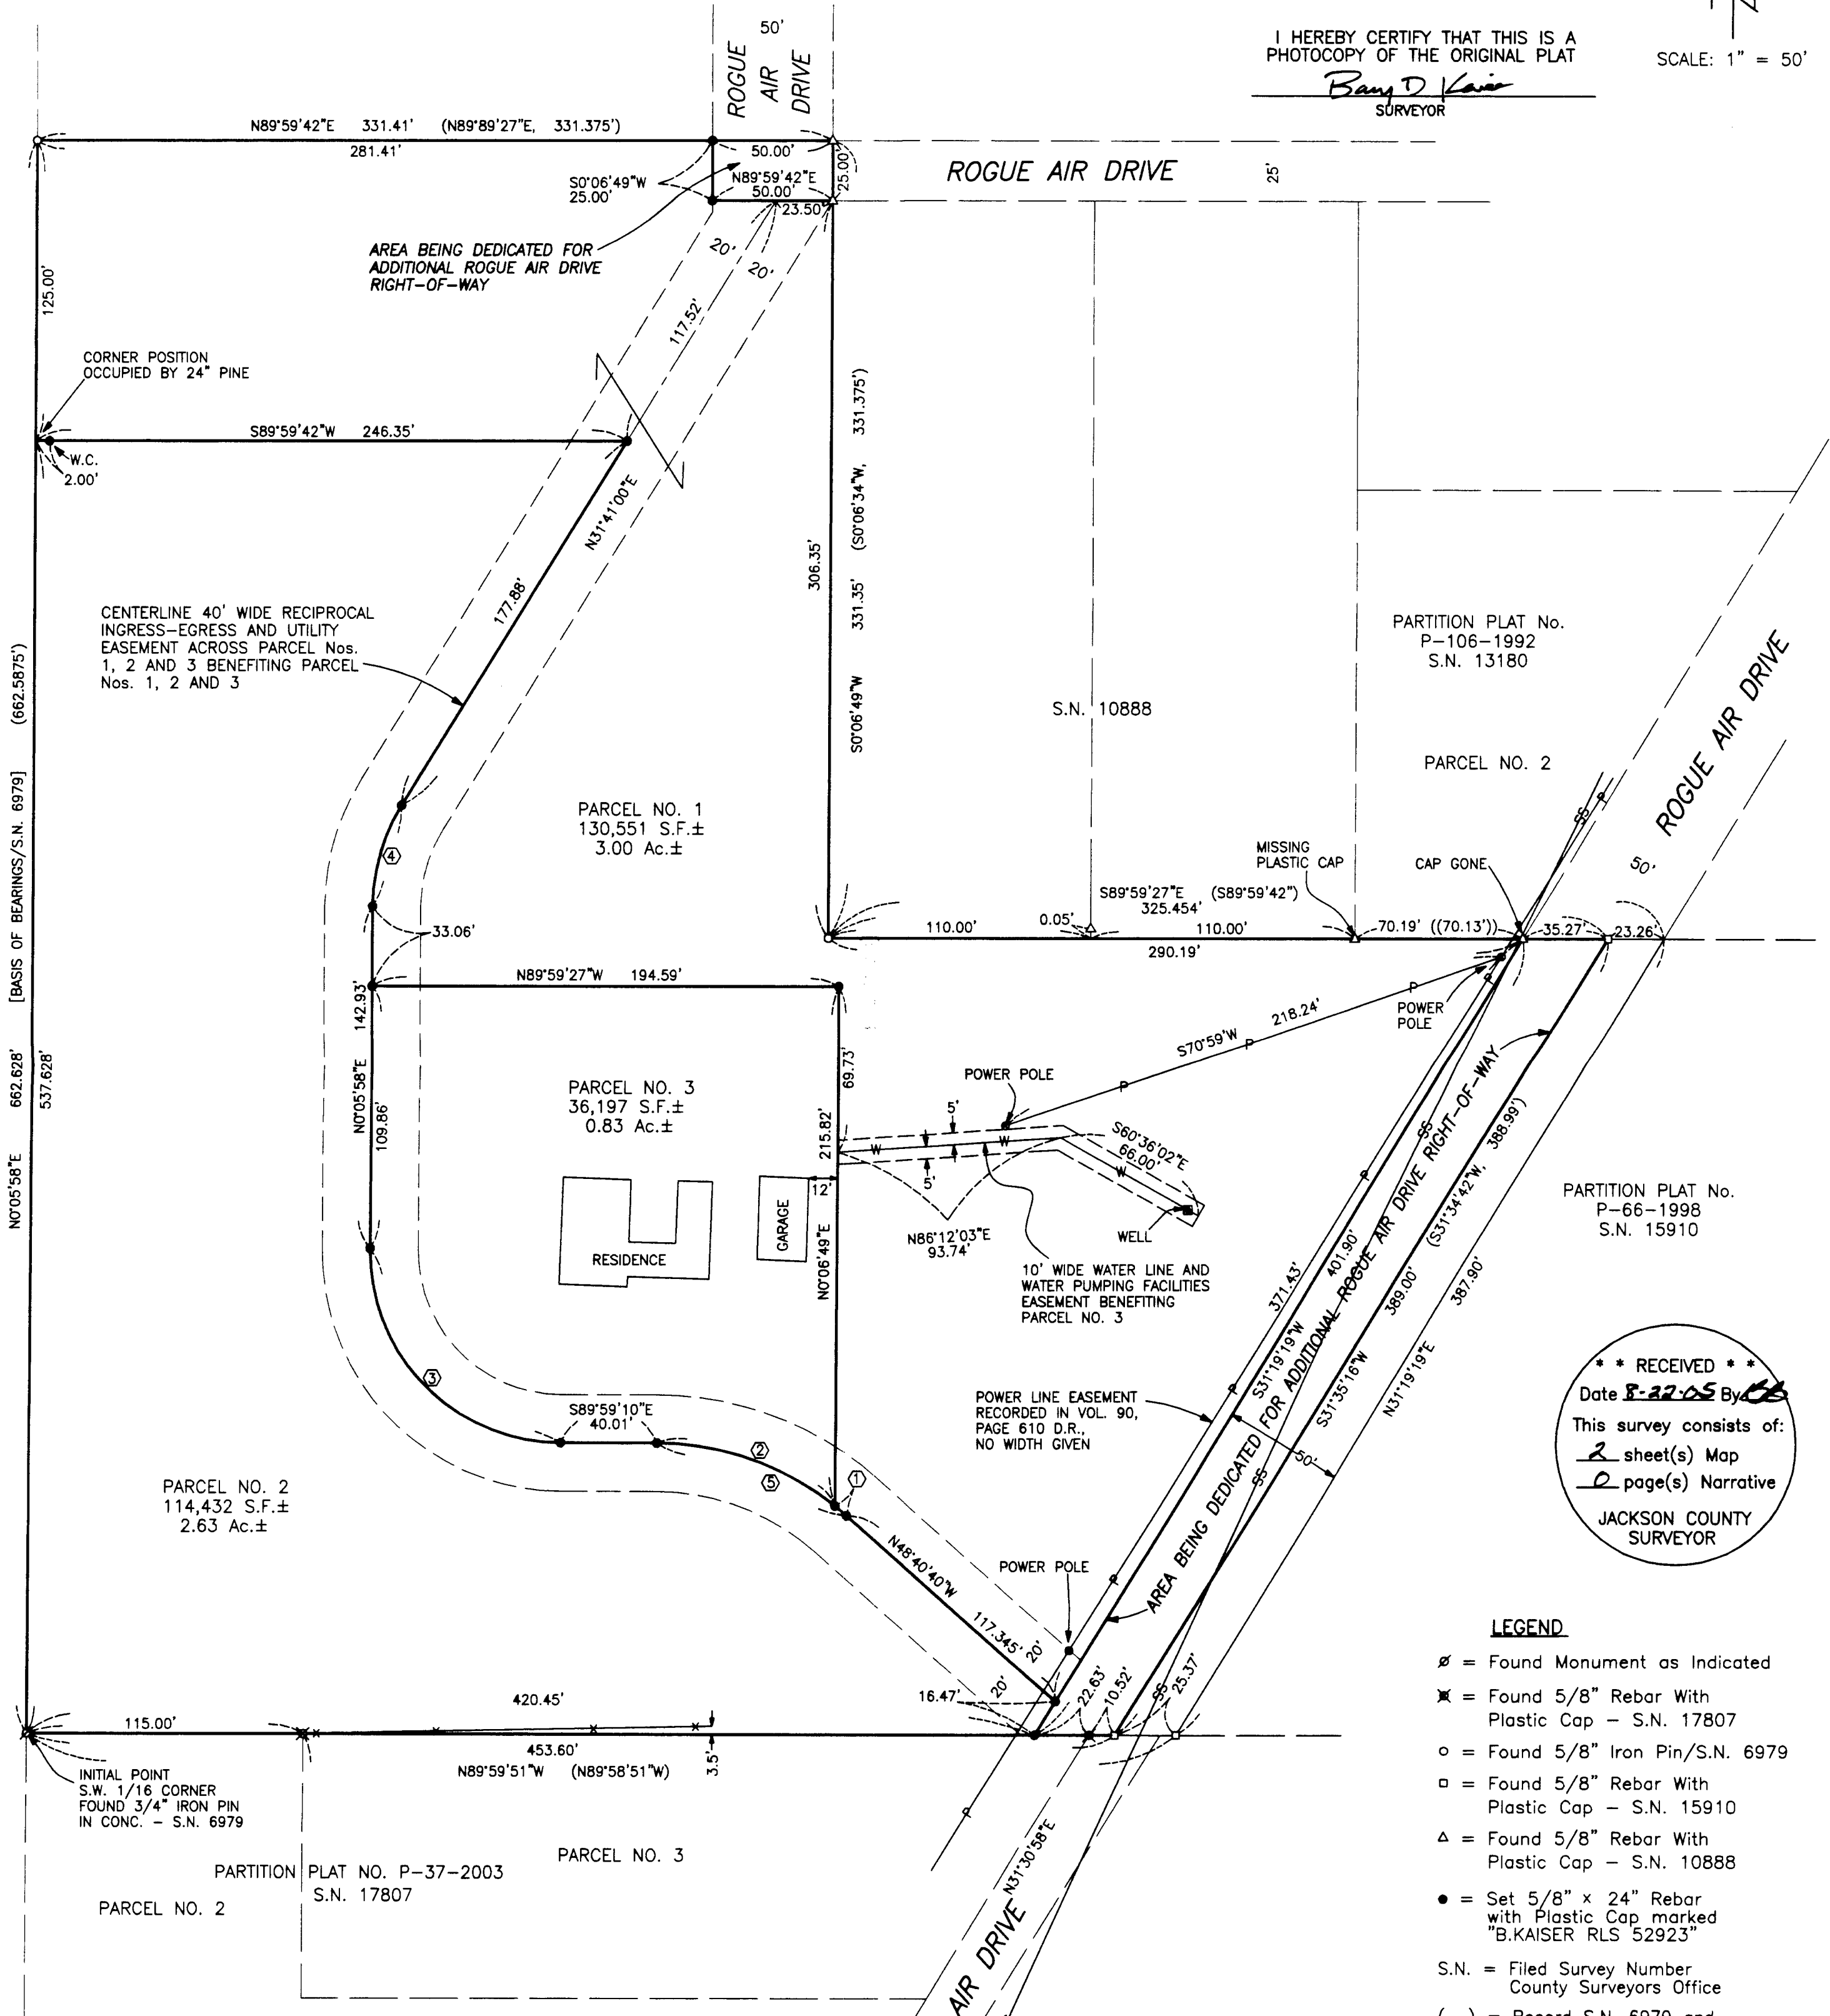 I HEREBY CERTIFY THAT THIS IS A
PHOTOCOPY OF THE ORIGINAL PLAT
Barry D Kaiser
SURVEYOR
SCALE: 1" = 50'
50'
ROGUE
AIR
DRIVE
N89°59'42"E 331.41' (N89°89'27"E, 331.375')
281.41'
50.00'
N89°59'42"E
50.00'
23.50'
25.00'
S0°06'49"W
25.00'
ROGUE AIR DRIVE
25'
AREA BEING DEDICATED FOR
ADDITIONAL ROGUE AIR DRIVE
RIGHT-OF-WAY
20'
20'
117.52'
125.00'
CORNER POSITION
OCCUPIED BY 24" PINE
S89°59'42"W 246.35'
W.C.
2.00'
N31°41'00"E
177.88'
CENTERLINE 40' WIDE RECIPROCAL
INGRESS-EGRESS AND UTILITY
EASEMENT ACROSS PARCEL Nos.
1, 2 AND 3 BENEFITING PARCEL
Nos. 1, 2 AND 3
306.35'
S0°06'49"W 331.35' (S0°06'34"W, 331.375')
N0°05'58"E 662.628' [BASIS OF BEARINGS/S.N. 6979] (662.5875')
537.628'
PARTITION PLAT No.
P-106-1992
S.N. 13180
S.N. 10888
PARCEL NO. 2
ROGUE AIR DRIVE
50'
PARCEL NO. 1
130,551 S.F.±
3.00 Ac.±
4
33.06'
MISSING
PLASTIC CAP
CAP GONE
S89°59'27"E (S89°59'42")
325.454'
110.00'
0.05'
110.00'
70.19' ((70.13'))
35.27'
23.26'
290.19'
N89°59'27"W 194.59'
142.93'
N0°05'58"E
109.86'
PARCEL NO. 3
36,197 S.F.±
0.83 Ac.±
69.73'
215.82'
N0°06'49"E
12'
GARAGE
RESIDENCE
POWER
POLE
S70°59'W 218.24'
P
P
P
P
P
SS
POWER POLE
5'
5'
W
W
W
S60°36'02"E
66.00'
WELL
N86°12'03"E
93.74'
10' WIDE WATER LINE AND
WATER PUMPING FACILITIES
EASEMENT BENEFITING
PARCEL NO. 3
PARTITION PLAT No.
P-66-1998
S.N. 15910
371.43'
S31°19'19"W 401.90'
AREA BEING DEDICATED FOR ADDITIONAL ROGUE AIR DRIVE RIGHT-OF-WAY
S31°35'16"W 389.00' (S31°34'42"W, 388.99')
N31°19'19"E 387.90'
50'
SS
SS
SS
P
P
P
P
POWER LINE EASEMENT
RECORDED IN VOL. 90,
PAGE 610 D.R.,
NO WIDTH GIVEN
3
S89°59'10"E
40.01'
2
5
1
N48°40'40"W
117.345'
20'
20'
POWER POLE
16.47'
22.63'
10.52'
25.37'
PARCEL NO. 2
114,432 S.F.±
2.63 Ac.±
* * RECEIVED * *
Date 8-22-05 By BB
This survey consists of:
2 sheet(s) Map
0 page(s) Narrative
JACKSON COUNTY
SURVEYOR
420.45'
115.00'
453.60'
N89°59'51"W (N89°58'51"W)
3.5'
INITIAL POINT
S.W. 1/16 CORNER
FOUND 3/4" IRON PIN
IN CONC. - S.N. 6979
PARTITION PLAT NO. P-37-2003
S.N. 17807
PARCEL NO. 2
PARCEL NO. 3
N31°30'58"E
AIR DRIVE
LEGEND
= Found Monument as Indicated
= Found 5/8" Rebar With
Plastic Cap - S.N. 17807
○ = Found 5/8" Iron Pin/S.N. 6979
□ = Found 5/8" Rebar With
Plastic Cap - S.N. 15910
△ = Found 5/8" Rebar With
Plastic Cap - S.N. 10888
● = Set 5/8" x 24" Rebar
with Plastic Cap marked
"B.KAISER RLS 52923"
S.N. = Filed Survey Number
County Surveyors Office
( ) = Record S.N. 6979 and